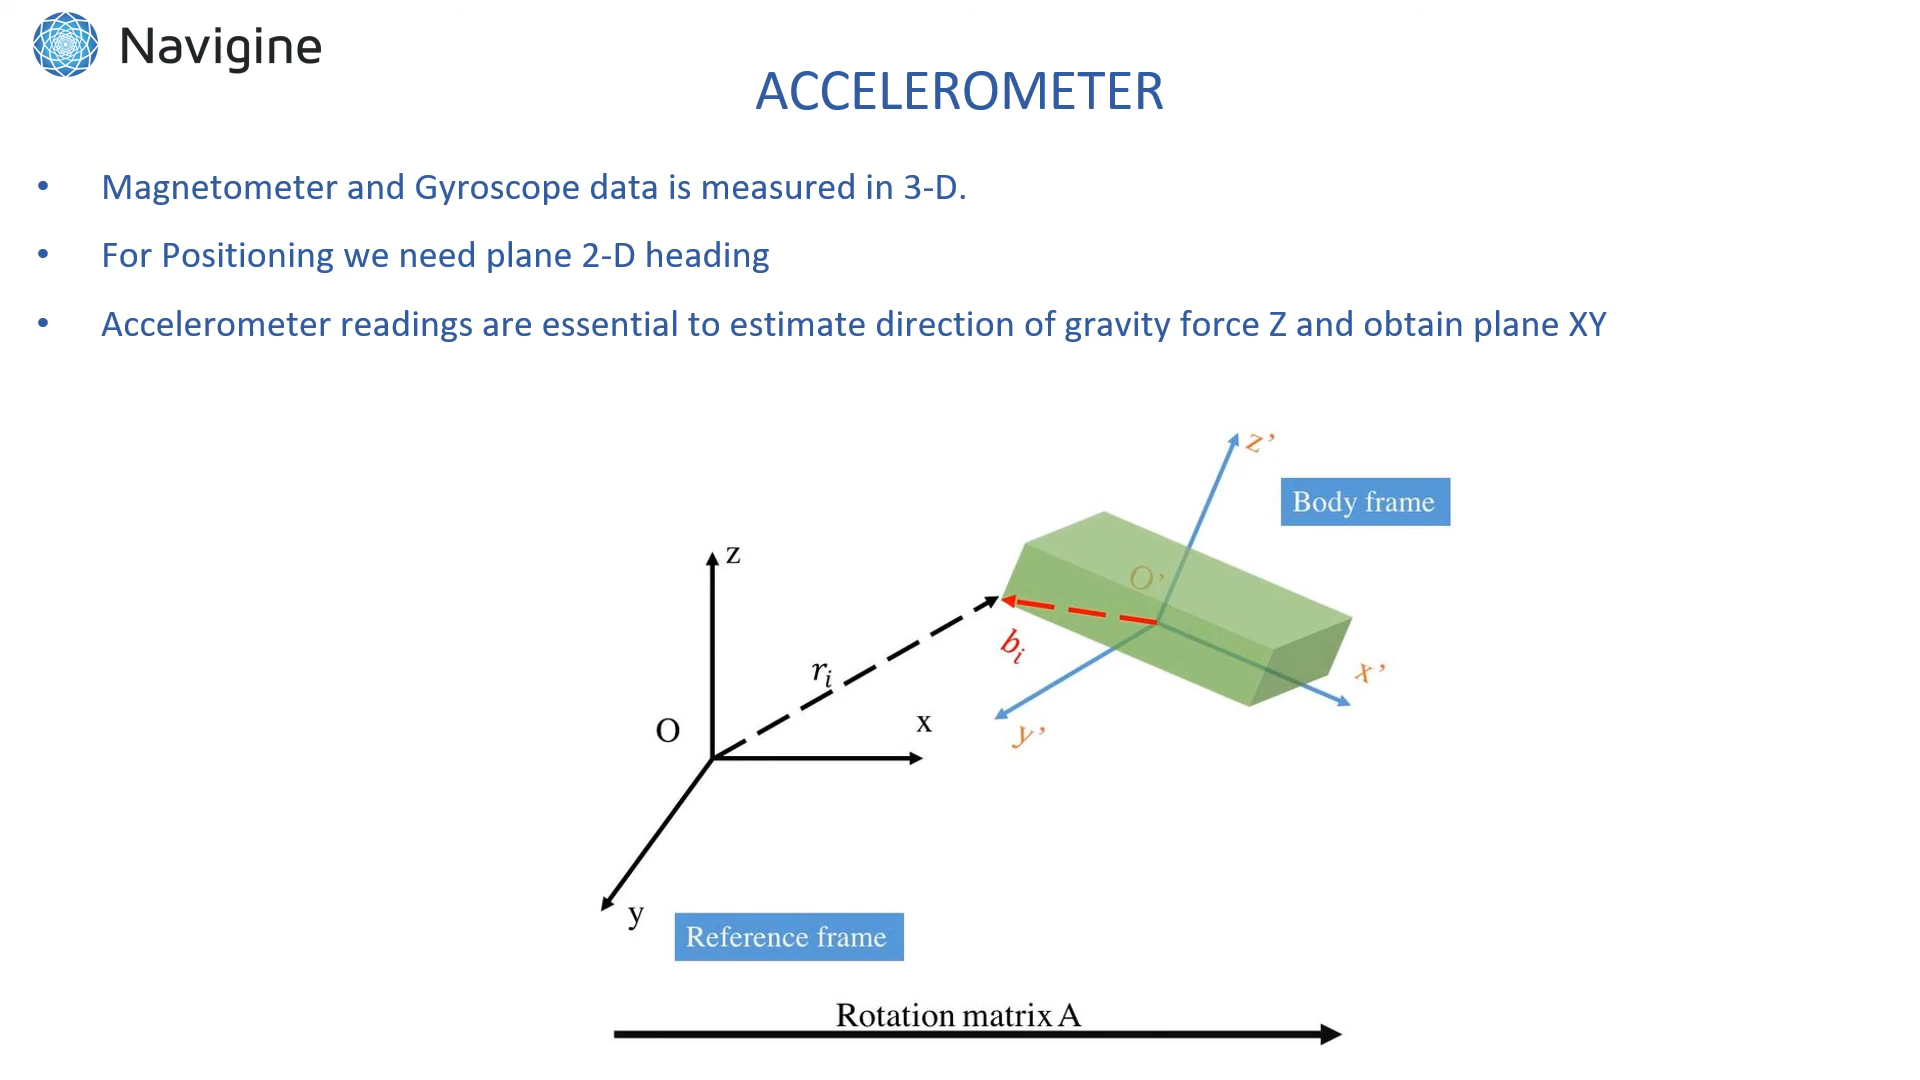 Navigine
ACCELEROMETER
• Magnetometer and Gyroscope data is measured in 3-D.
• For Positioning we need plane 2-D heading
• Accelerometer readings are essential to estimate direction of gravity force Z and obtain plane XY
z’
Body frame
z
O’
b_i
r_i
x’
x
O
y’
y
Reference frame
Rotation matrix A